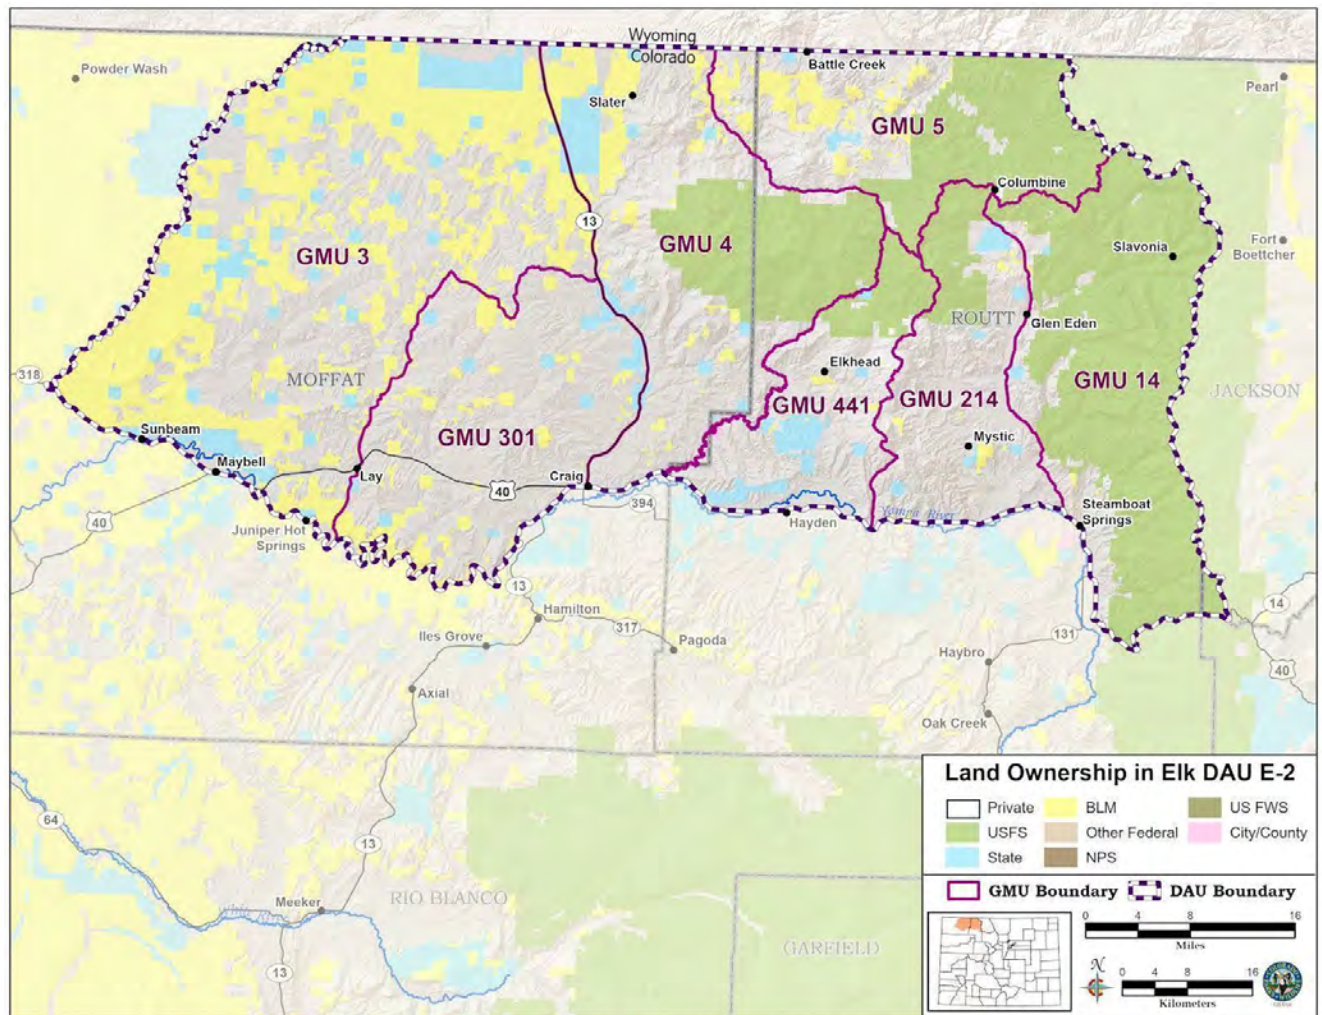 Wyoming
Colorado
Powder Wash
Battle Creek
Pearl
Slater
GMU 5
Columbine
13
GMU 3
GMU 4
Slavonia
Fort
Boettcher
ROUTT
Glen Eden
318
MOFFAT
Elkhead
GMU 14
JACKSON
GMU 441
GMU 214
Sunbeam
GMU 301
Mystic
Maybell
Lay
Craig
40
394
Steamboat
Springs
40
Juniper Hot
Springs
Hayden
Yampa River
13
Hamilton
14
Iles Grove
317
Pagoda
131
Haybro
40
Axial
Oak Creek
64
13
Meeker
RIO BLANCO
White River
GARFIELD
13
Land Ownership in Elk DAU E-2
Private
BLM
US FWS
USFS
Other Federal
City/County
State
NPS
GMU Boundary
DAU Boundary
0 4 8 16
Miles
N
0 4 8 16
Kilometers